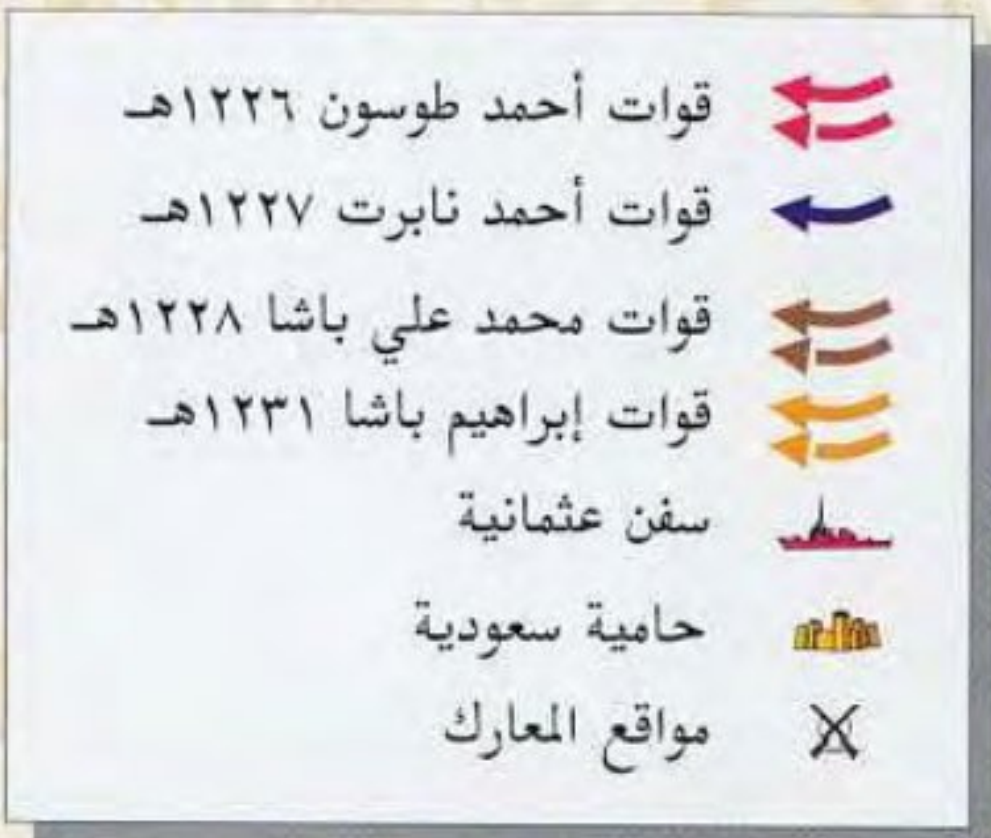 قوات أحمد طوسون ١٢٢٦هـ
قوات أحمد نابرت ١٢٢٧هـ
قوات محمد علي باشا ١٢٢٨هـ
قوات إبراهيم باشا ١٢٣١هـ
سفن عثمانية
حامية سعودية
مواقع المعارك